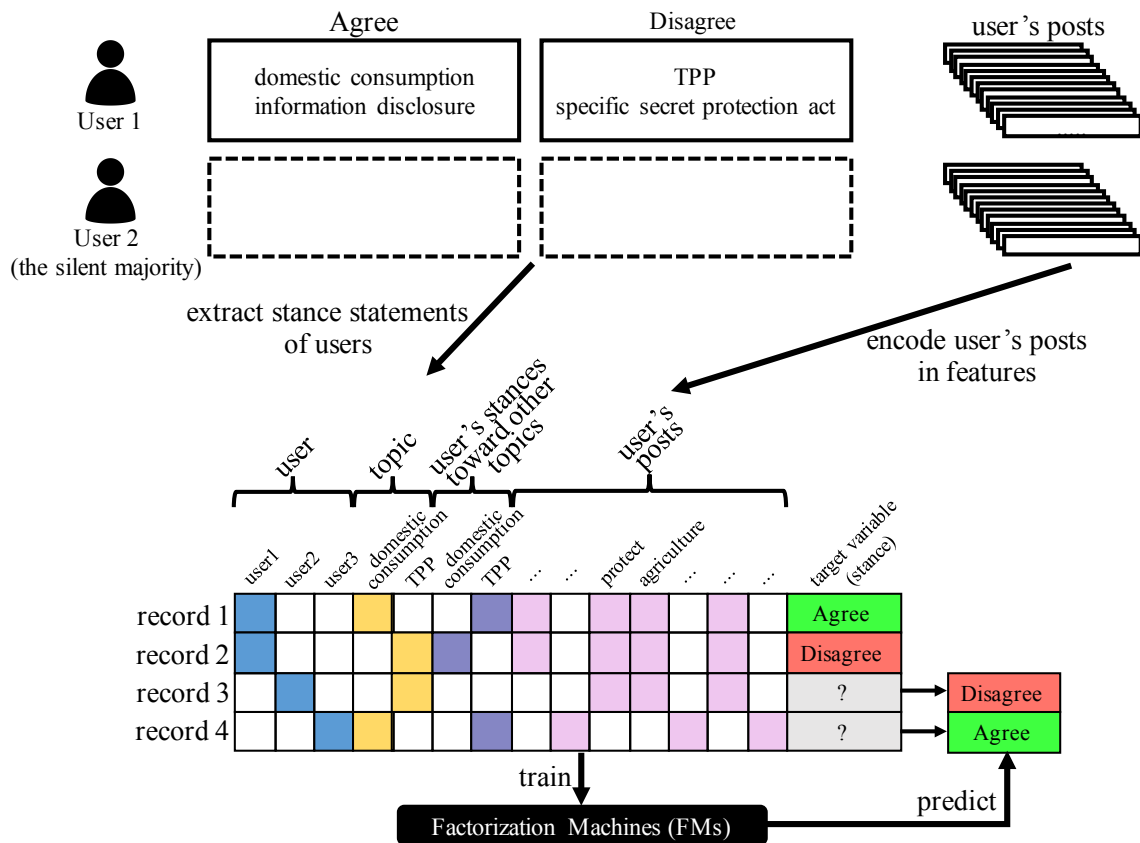 Agree
Disagree
user's posts
domestic consumption
information disclosure
TPP
specific secret protection act
User 1
.....
User 2
(the silent majority)
extract stance statements
of users
encode user's posts
in features
user
topic
user's stances
toward other
topics
user's
posts
user1
user2
user3
domestic
consumption
TPP
domestic
consumption
TPP
...
...
protect
agriculture
...
...
...
target variable
(stance)
record 1
Agree
record 2
Disagree
record 3
?
Disagree
record 4
?
Agree
train
predict
Factorization Machines (FMs)